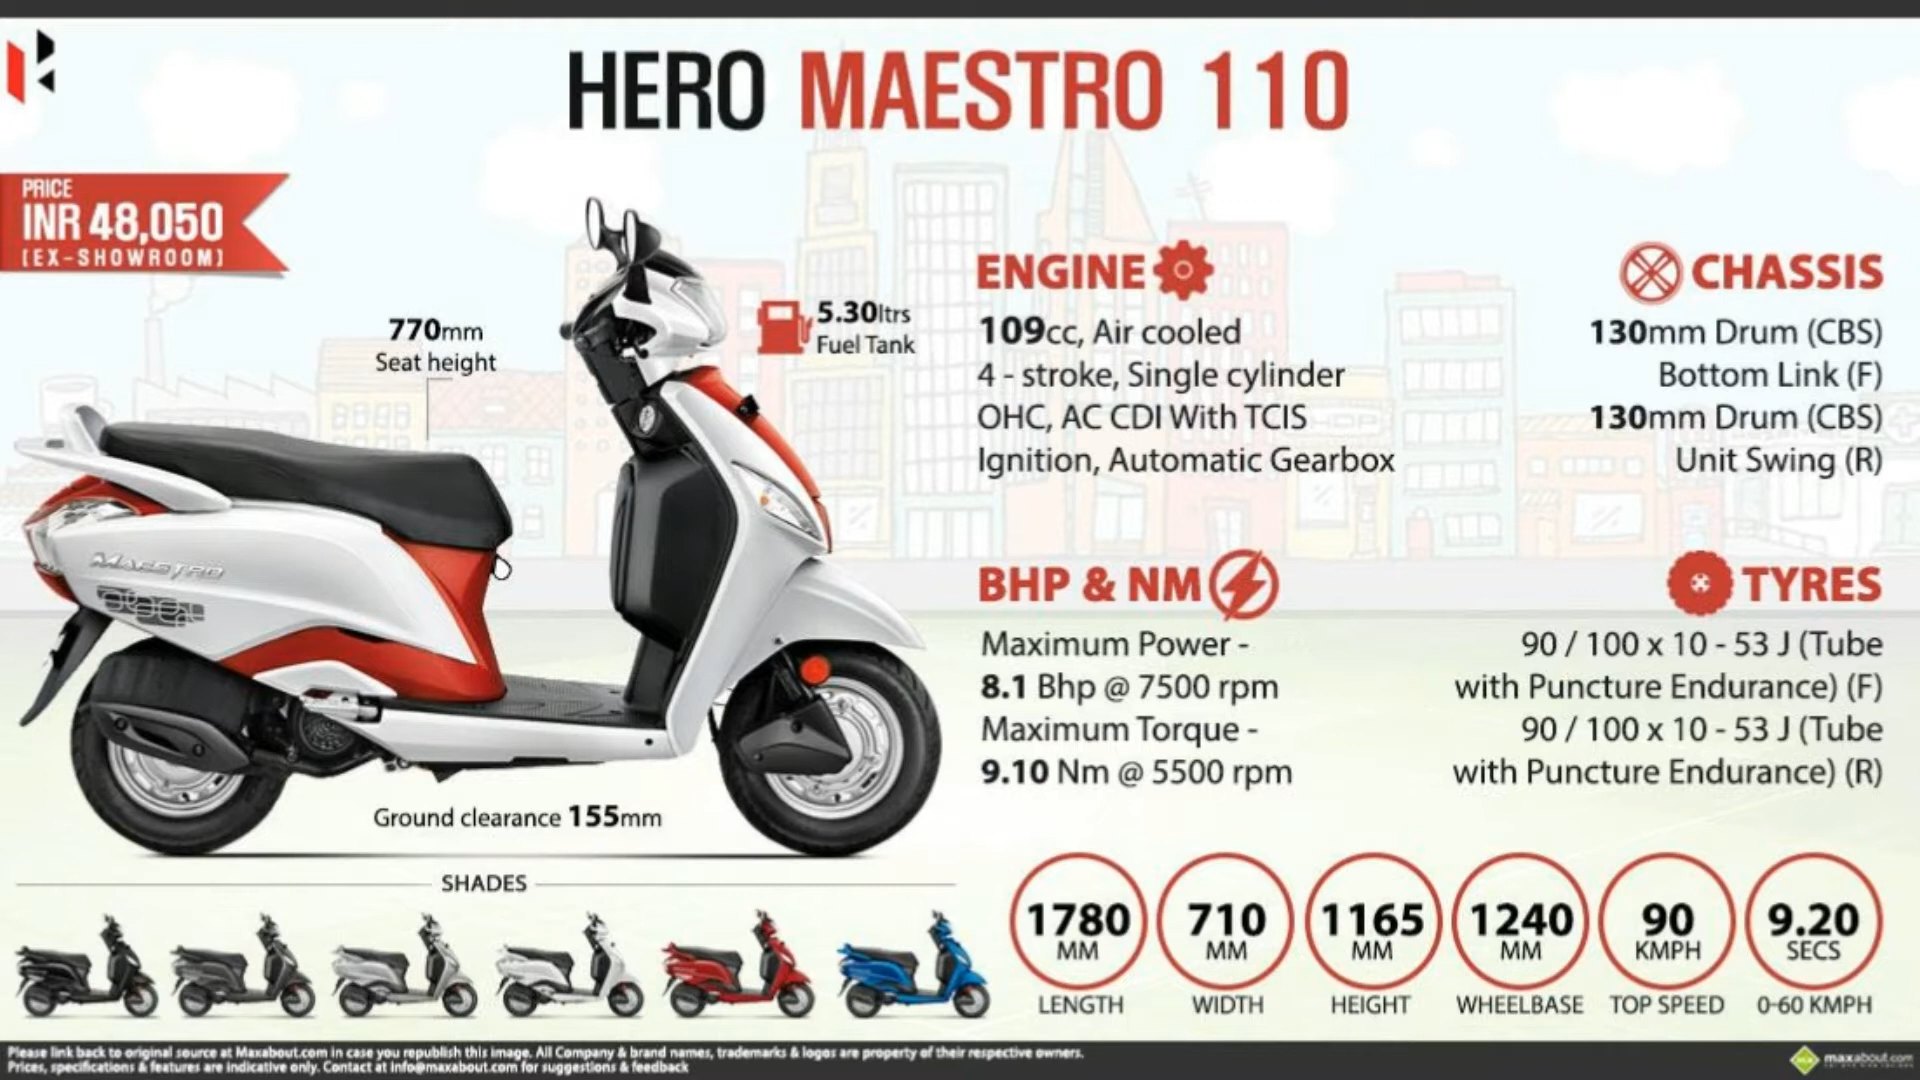 HERO MAESTRO 110
PRICE
INR 48,050
[EX-SHOWROOM]
770mm
Seat height
5.30ltrs
Fuel Tank
MAESTRO
Ground clearance 155mm
ENGINE
109cc, Air cooled
4 - stroke, Single cylinder
OHC, AC CDI With TCIS
Ignition, Automatic Gearbox
CHASSIS
130mm Drum (CBS)
Bottom Link (F)
130mm Drum (CBS)
Unit Swing (R)
BHP & NM
Maximum Power -
8.1 Bhp @ 7500 rpm
Maximum Torque -
9.10 Nm @ 5500 rpm
TYRES
90 / 100 x 10 - 53 J (Tube
with Puncture Endurance) (F)
90 / 100 x 10 - 53 J (Tube
with Puncture Endurance) (R)
SHADES
1780
MM
LENGTH
710
MM
WIDTH
1165
MM
HEIGHT
1240
MM
WHEELBASE
90
KMPH
TOP SPEED
9.20
SECS
0-60 KMPH
Please link back to original source at Maxabout.com in case you republish this image. All Company & brand names, trademarks & logos are property of their respective owners.
Prices, specifications & features are indicative only. Contact at info@maxabout.com for suggestions & feedback
maxabout.com